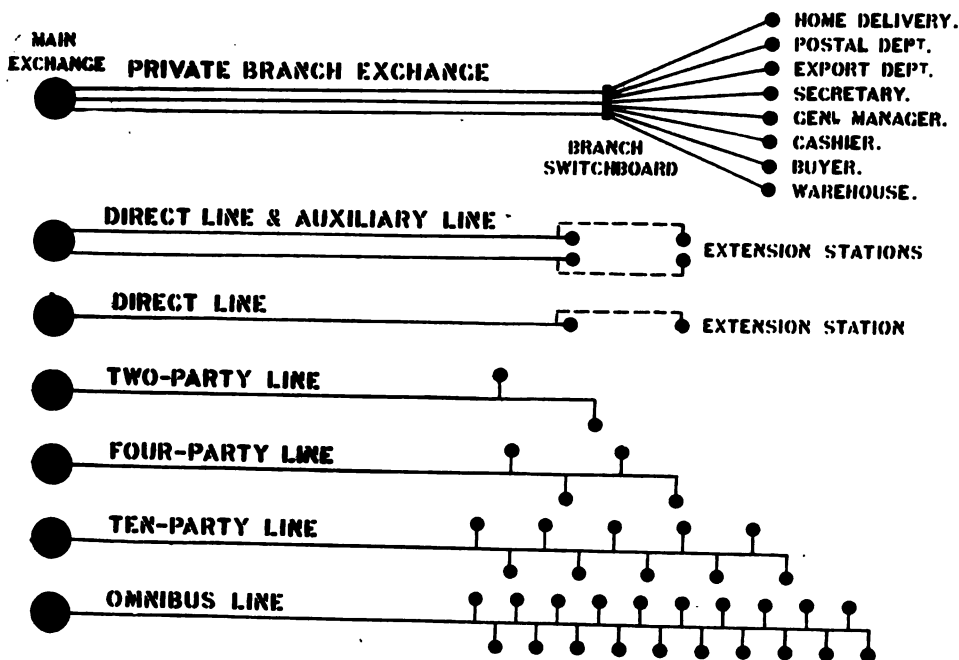 MAIN
EXCHANGE
PRIVATE BRANCH EXCHANGE
HOME DELIVERY.
POSTAL DEPT.
EXPORT DEPT.
SECRETARY.
GENL MANAGER.
CASHIER.
BUYER.
WAREHOUSE.
BRANCH
SWITCHBOARD
DIRECT LINE & AUXILIARY LINE
EXTENSION STATIONS
DIRECT LINE
EXTENSION STATION
TWO-PARTY LINE
FOUR-PARTY LINE
TEN-PARTY LINE
OMNIBUS LINE